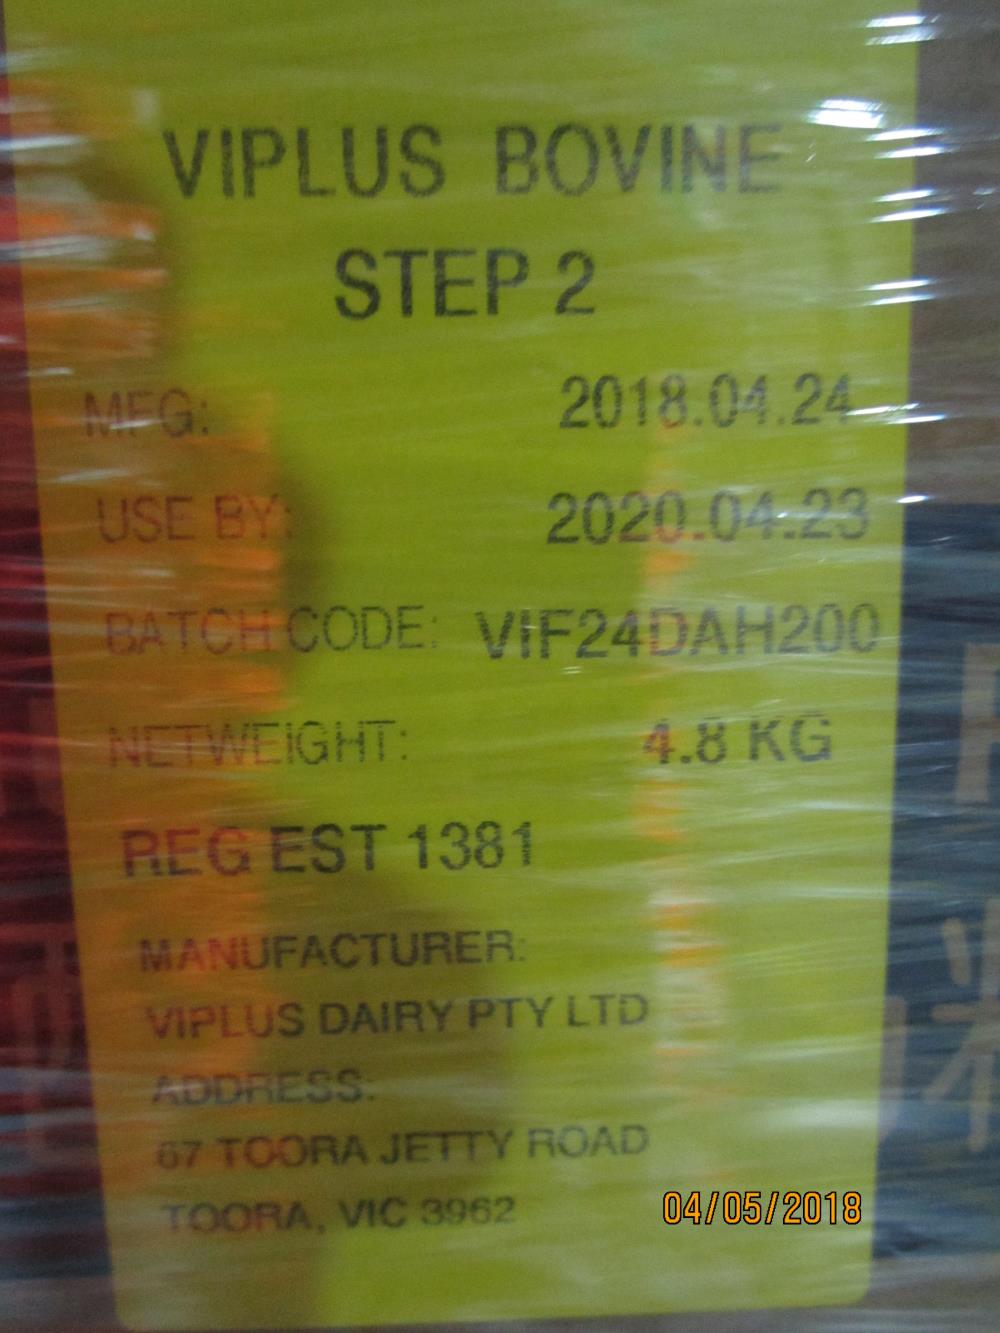 VIPLUS BOVINE
STEP 2
MFG: 2018.04.24
USE BY: 2020.04.23
BATCH CODE: VIF24DAH200
NETWEIGHT: 4.8 KG
REG EST 1381
MANUFACTURER:
VIPLUS DAIRY PTY LTD
ADDRESS:
67 TOORA JETTY ROAD
TOORA, VIC 3962
04/05/2018